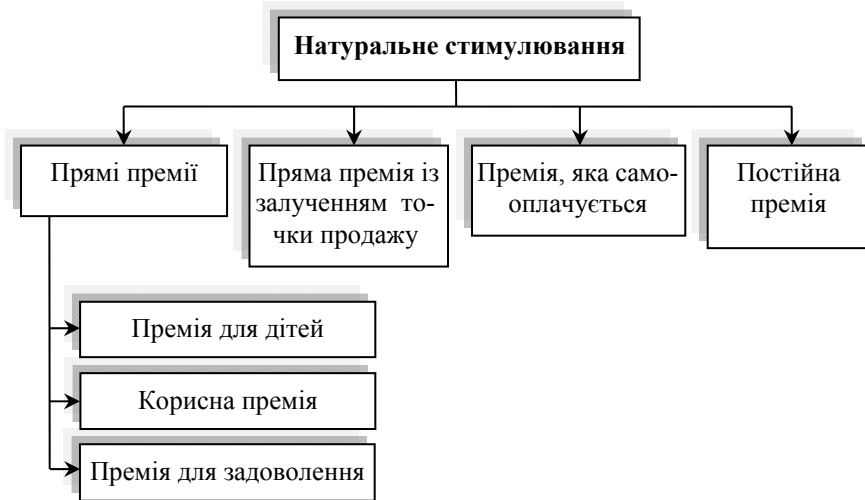 Натуральне стимулювання
Прямі премії
Пряма премія із
залученням то-
чки продажу
Премія, яка само-
оплачується
Постійна
премія
Премія для дітей
Корисна премія
Премія для задоволення